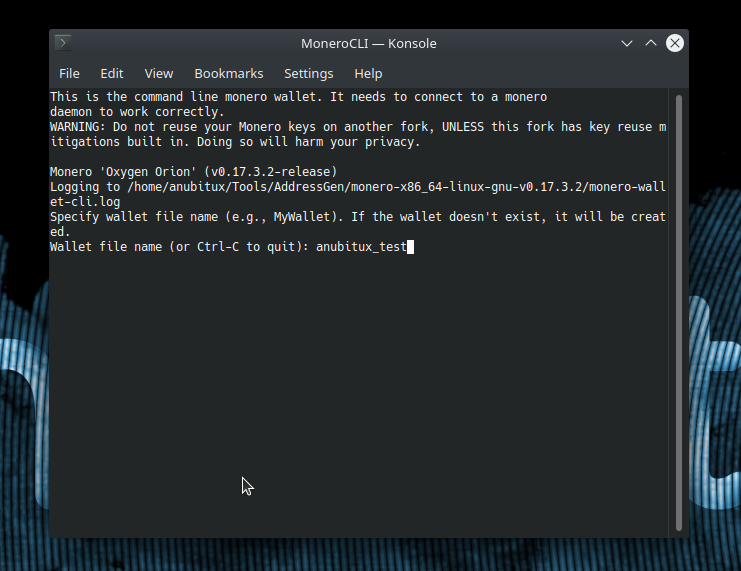 MoneroCLI — Konsole
File Edit View Bookmarks Settings Help
This is the command line monero wallet. It needs to connect to a monero
daemon to work correctly.
WARNING: Do not reuse your Monero keys on another fork, UNLESS this fork has key reuse m
itigations built in. Doing so will harm your privacy.
Monero 'Oxygen Orion' (v0.17.3.2-release)
Logging to /home/anubitux/Tools/AddressGen/monero-x86_64-linux-gnu-v0.17.3.2/monero-wall
et-cli.log
Specify wallet file name (e.g., MyWallet). If the wallet doesn't exist, it will be creat
ed.
Wallet file name (or Ctrl-C to quit): anubitux_test